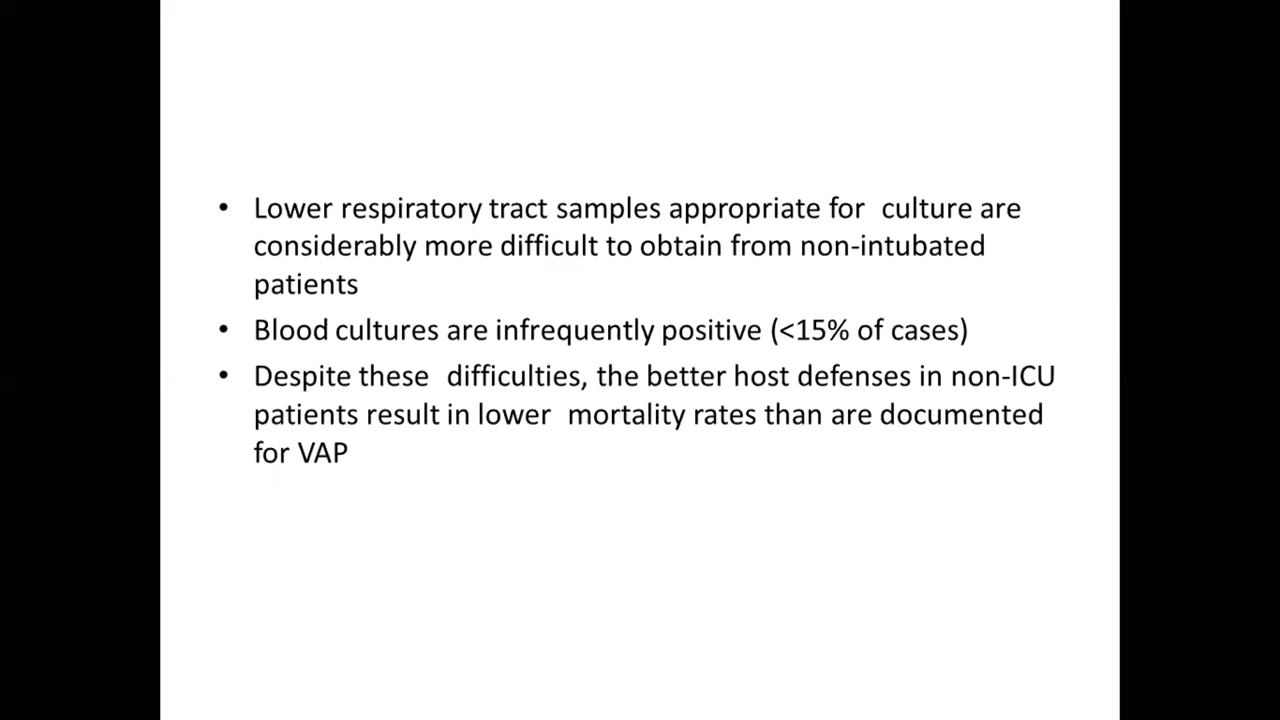 • Lower respiratory tract samples appropriate for culture are
considerably more difficult to obtain from non-intubated
patients
• Blood cultures are infrequently positive (<15% of cases)
• Despite these difficulties, the better host defenses in non-ICU
patients result in lower mortality rates than are documented
for VAP